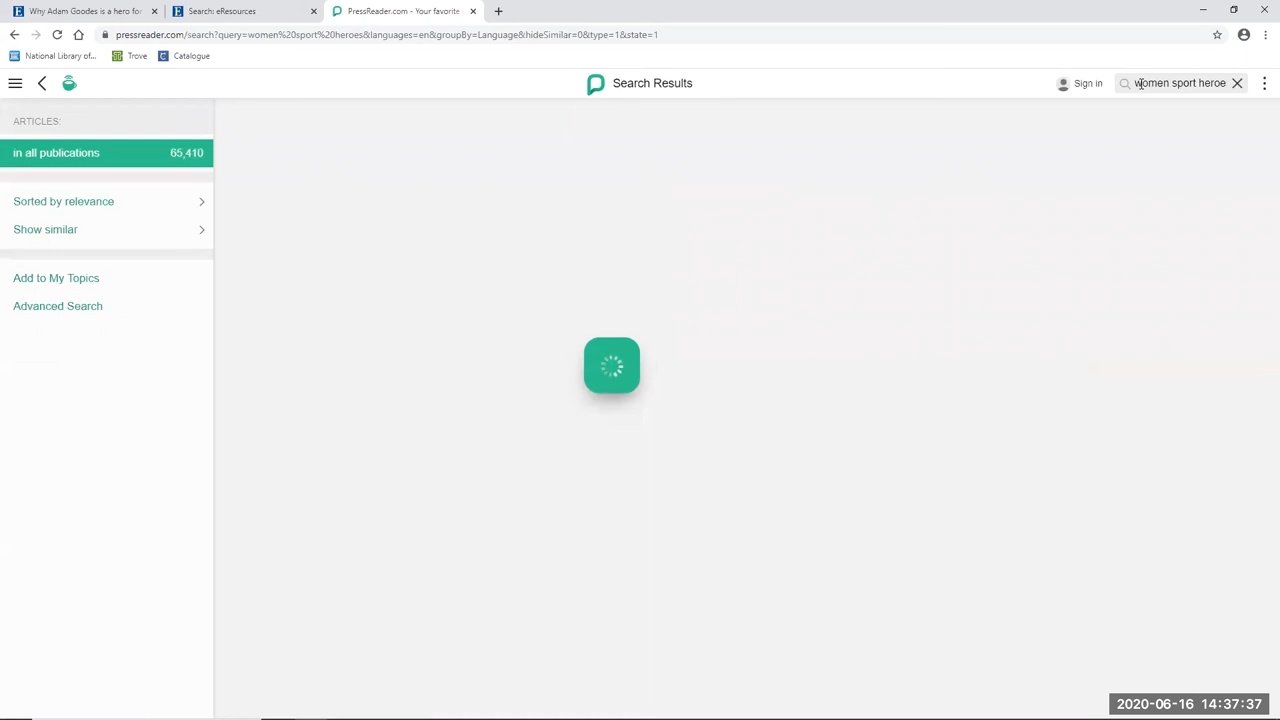 Why Adam Goodes is a hero for
Search: eResources
PressReader.com - Your favorite
pressreader.com/search?query=women%20sport%20heroes&languages=en&groupBy=Language&hideSimilar=0&type=1&state=1
National Library of...
Trove
Catalogue
Search Results
Sign in
women sport heroe
ARTICLES:
in all publications 65,410
Sorted by relevance
Show similar
Add to My Topics
Advanced Search
2020-06-16 14:37:37